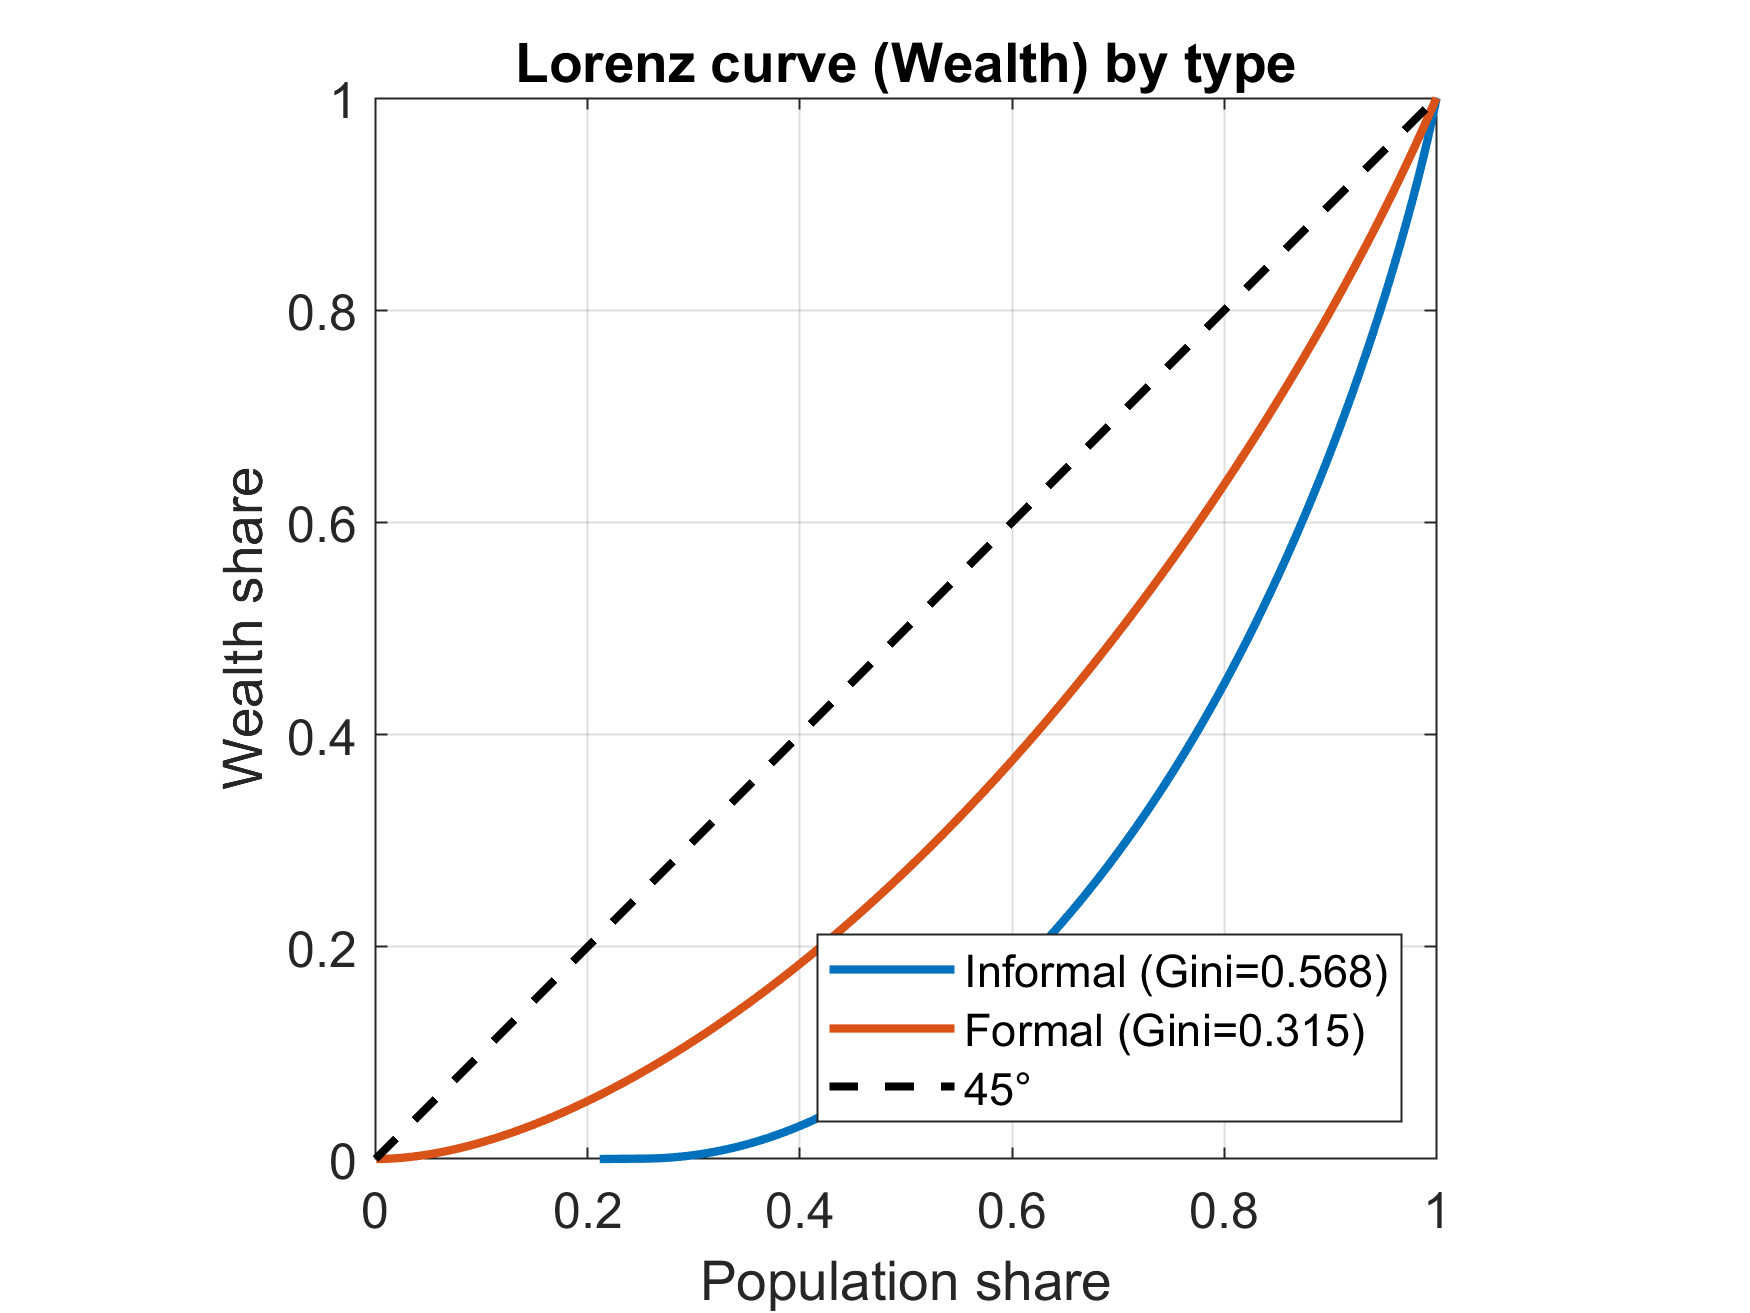 Lorenz curve (Wealth) by type
1
0.8
0.6
0.4
0.2
0
Wealth share
Informal (Gini=0.568)
Formal (Gini=0.315)
45°
0 0.2 0.4 0.6 0.8 1
Population share